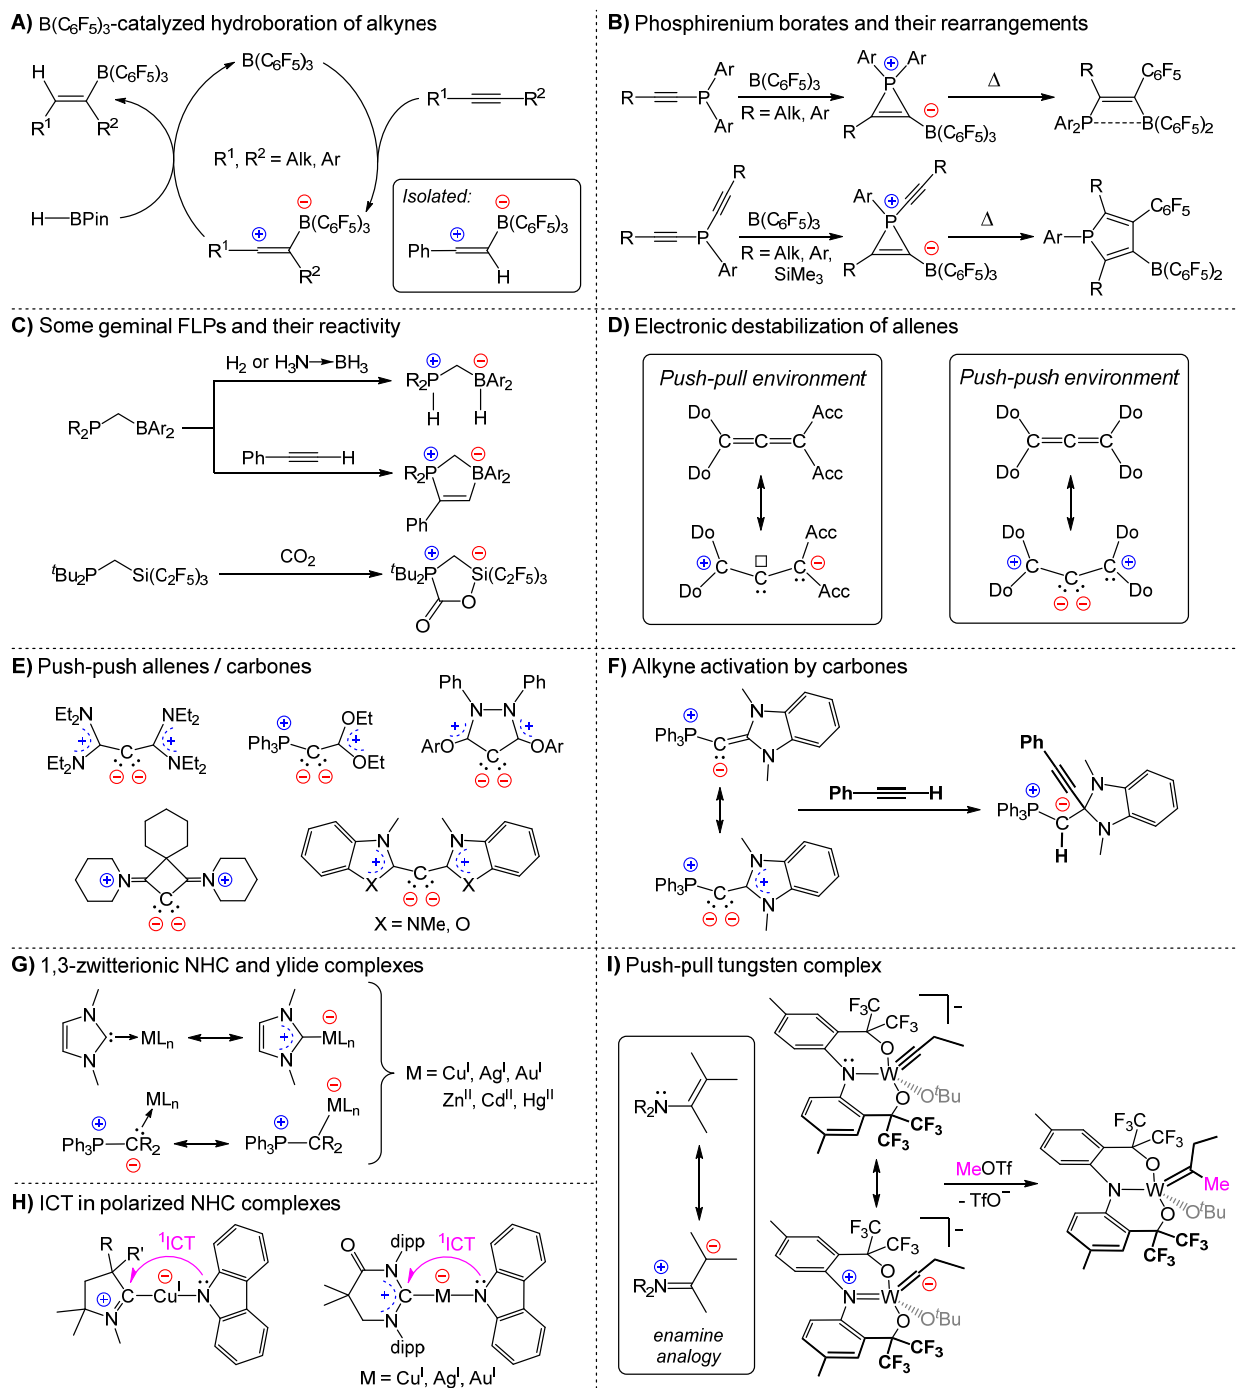 A) B(C₆F₅)₃-catalyzed hydroboration of alkynes
H
B(C₆F₅)₃
B(C₆F₅)₃
R¹
R²
R¹
R²
R¹, R² = Alk, Ar
H
BPin
R¹
⊕
⊖
B(C₆F₅)₃
R²
Isolated:
⊖
B(C₆F₅)₃
Ph
⊕
H
B) Phosphirenium borates and their rearrangements
R
P
Ar
Ar
B(C₆F₅)₃
R = Alk, Ar
Ar
⊕
Ar
P
R
⊖
B(C₆F₅)₃
Δ
R
C₆F₅
Ar₂P
B(C₆F₅)₂
R
R
P
Ar
B(C₆F₅)₃
R = Alk, Ar,
SiMe₃
R
Ar
⊕
P
R
⊖
B(C₆F₅)₃
Δ
R
C₆F₅
Ar
P
B(C₆F₅)₂
R
C) Some geminal FLPs and their reactivity
R₂P
BAr₂
H₂ or H₃N→BH₃
⊕
⊖
R₂P
BAr₂
H
H
Ph
H
⊕
⊖
R₂P
BAr₂
Ph
ᵗBu₂P
Si(C₂F₅)₃
CO₂
⊕
⊖
ᵗBu₂P
Si(C₂F₅)₃
O
O
D) Electronic destabilization of allenes
Push-pull environment
Do
Acc
C=C=C
Do
Acc
Do
Acc
⊕
C
C
C
⊖
Do
Acc
Push-push environment
Do
Do
C=C=C
Do
Do
Do
Do
⊕
C
C
C
⊕
Do
Do
⊖ ⊖
E) Push-push allenes / carbones
Et₂N
NEt₂
+
C
+
Et₂N
NEt₂
⊖ ⊖
⊕
Ph₃P
C
OEt
+
OEt
⊖ ⊖
Ph
Ph
N
N
+
+
ArO
C
OAr
⊖ ⊖
⊕
N
N
⊕
C
⊖ ⊖
N
N
+
C
+
X
X
⊖ ⊖
X = NMe, O
F) Alkyne activation by carbones
⊕
Ph₃P
C
N
N
⊖
⊕
Ph₃P
C
N
+
N
⊖ ⊖
Ph
H
Ph
⊕
Ph₃P
⊖
C
H
N
N
G) 1,3-zwitterionic NHC and ylide complexes
N
N
MLₙ
N
+
N
⊖
MLₙ
MLₙ
⊕
Ph₃P
CR₂
⊖
⊖
MLₙ
⊕
Ph₃P
CR₂
M = Cuᴵ, Agᴵ, Auᴵ
Znᴵᴵ, Cdᴵᴵ, Hgᴵᴵ
H) ICT in polarized NHC complexes
R
R'
¹ICT
⊖
⊕
C
Cuᴵ
N
N
O
dipp
¹ICT
N
⊖
+
C
M
N
N
dipp
M = Cuᴵ, Agᴵ, Auᴵ
I) Push-pull tungsten complex
R₂N
⊖
⊕
R₂N
enamine
analogy
F₃C
CF₃
O
N
W
OᵗBu
O
CF₃
CF₃
−
F₃C
CF₃
O
⊕
N
W
⊖
OᵗBu
O
CF₃
CF₃
−
MeOTf
- TfO⁻
F₃C
CF₃
O
N
W
Me
OᵗBu
O
CF₃
CF₃